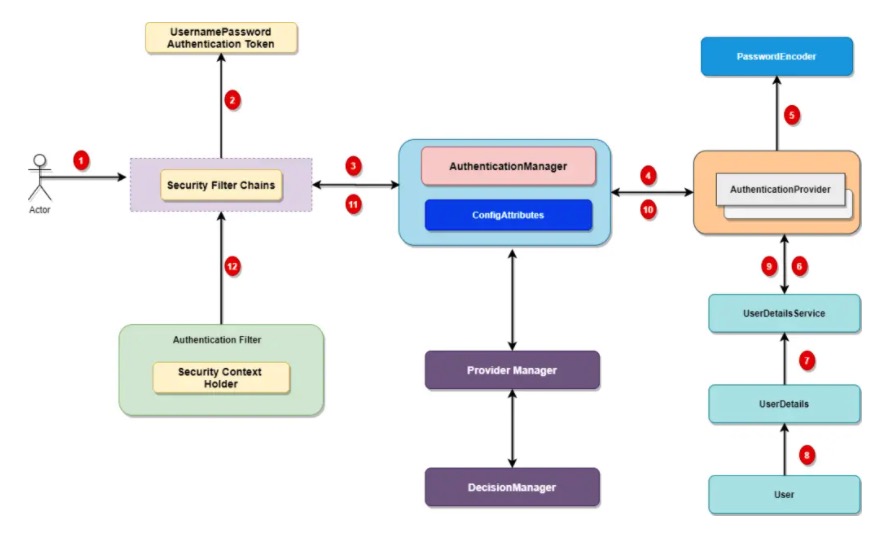 UsernamePassword
Authentication Token
PasswordEncoder
2
5
1
3
4
AuthenticationManager
Security Filter Chains
AuthenticationProvider
11
10
ConfigAttributes
12
9
6
UserDetailsService
Actor
Authentication Filter
Security Context
Holder
Provider Manager
7
UserDetails
8
DecisionManager
User